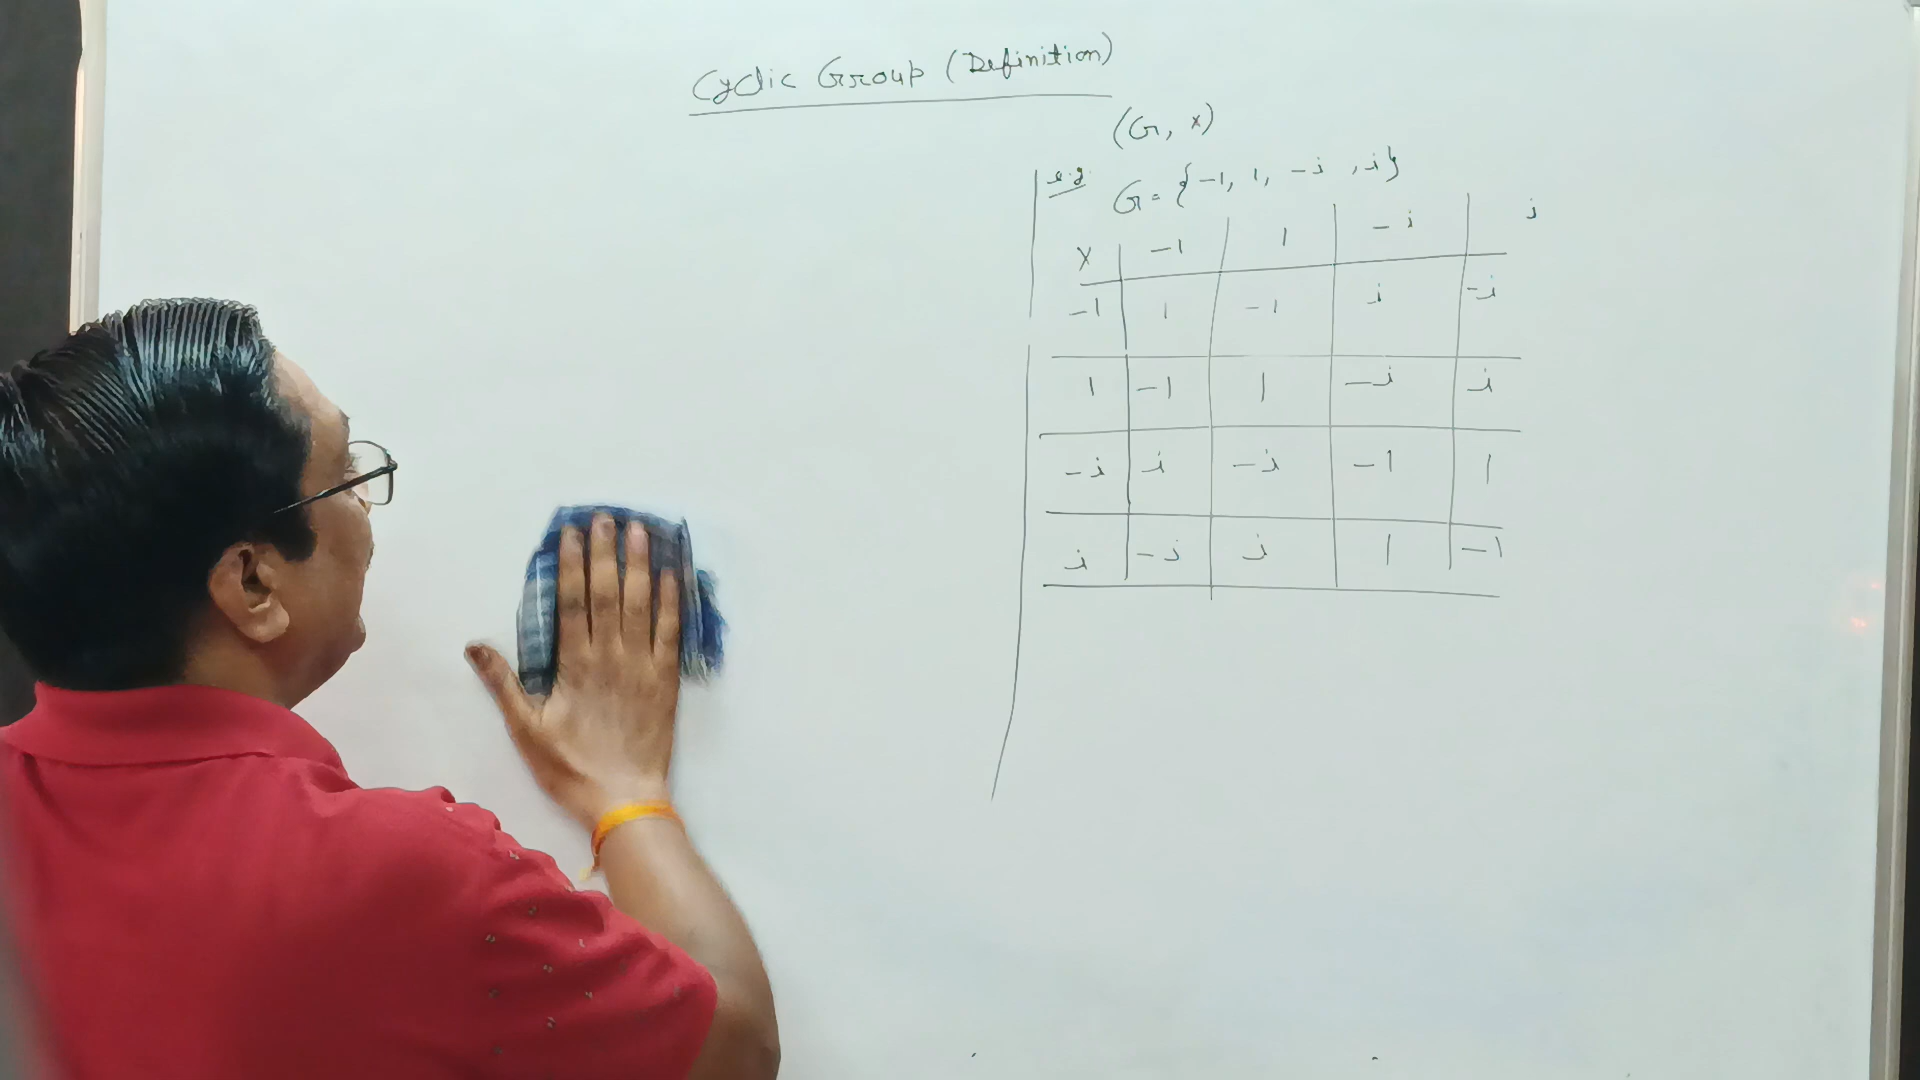 Cyclic Group (Definition)
(G, x)
e.g. G = {-1, 1, -i, i}
X -1 1 -i i
-1 1 -1 i -i
1 -1 1 -i i
-i i -i -1 1
i -i i 1 -1